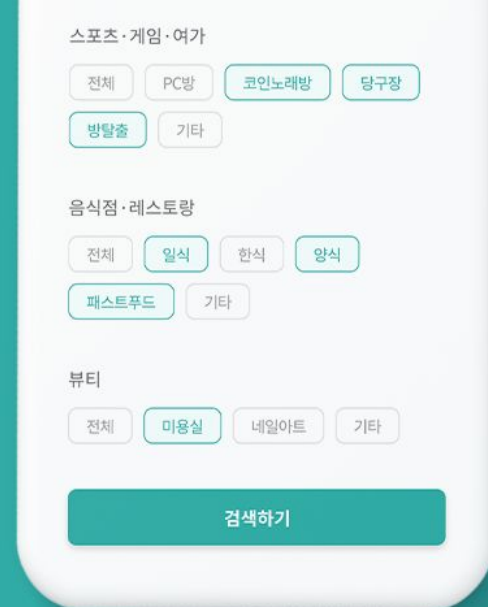 스포츠·게임·여가
전체 PC방 코인노래방 당구장
방탈출 기타
음식점·레스토랑
전체 일식 한식 양식
패스트푸드 기타
뷰티
전체 미용실 네일아트 기타
검색하기